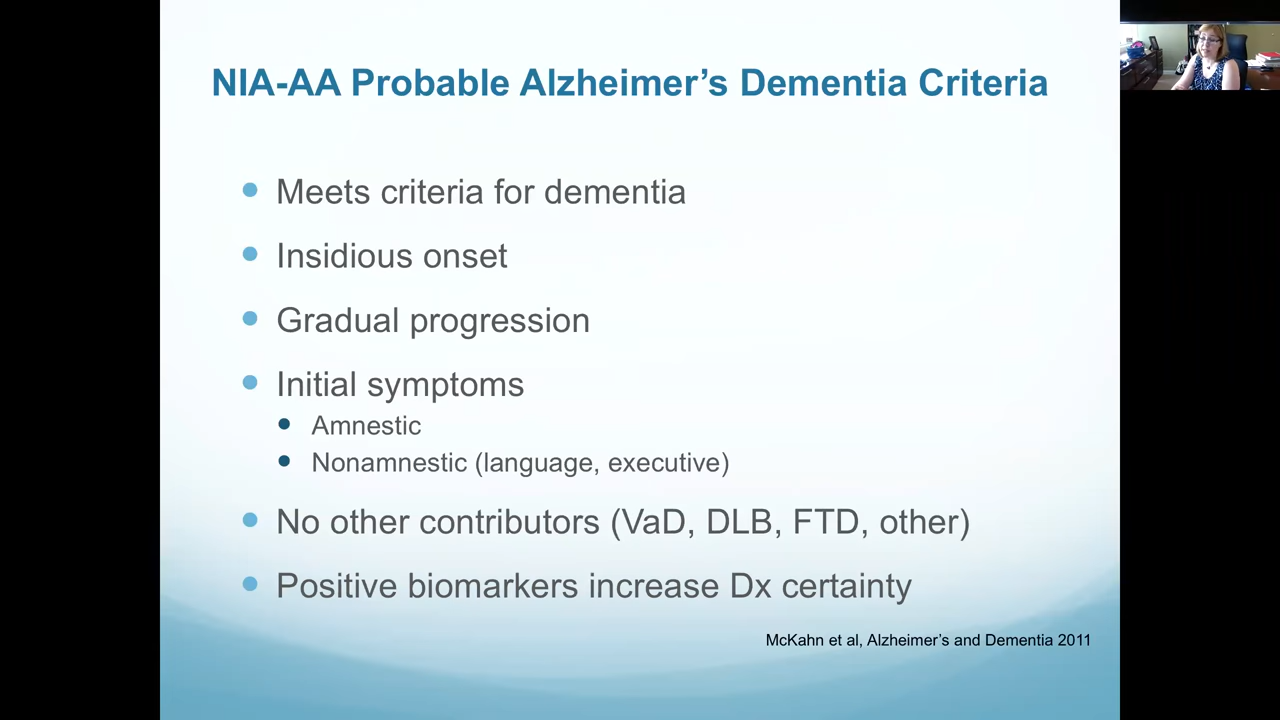 NIA-AA Probable Alzheimer's Dementia Criteria
Meets criteria for dementia
Insidious onset
Gradual progression
Initial symptoms
Amnestic
Nonamnestic (language, executive)
No other contributors (VaD, DLB, FTD, other)
Positive biomarkers increase Dx certainty
McKahn et al, Alzheimer's and Dementia 2011